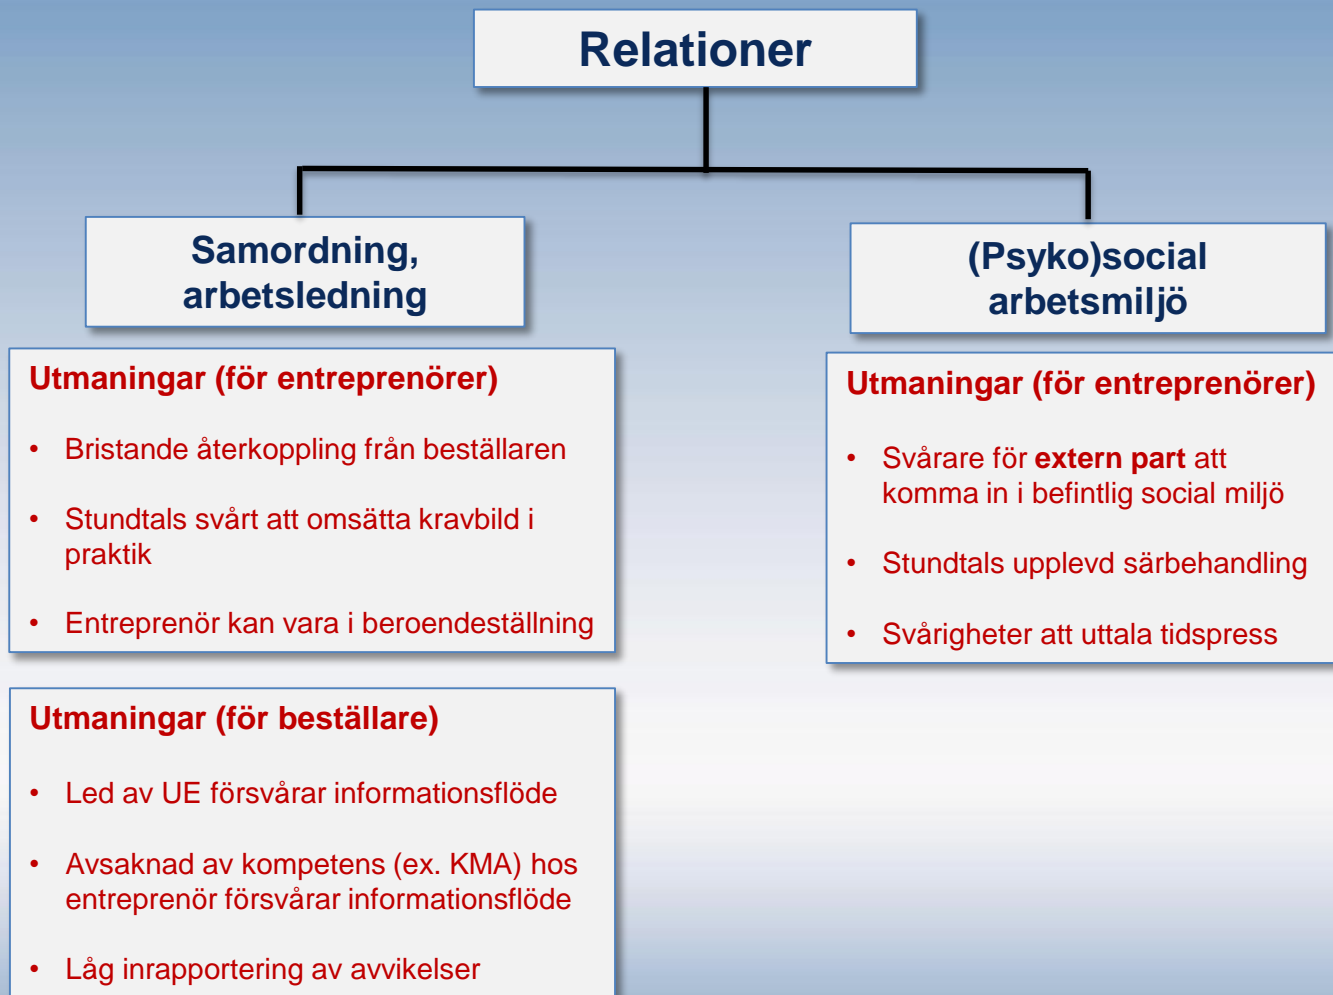 Relationer
Samordning,
arbetsledning
Utmaningar (för entreprenörer)
• Bristande återkoppling från beställaren
• Stundtals svårt att omsätta kravbild i
praktik
• Entreprenör kan vara i beroendeställning
Utmaningar (för beställare)
• Led av UE försvårar informationsflöde
• Avsaknad av kompetens (ex. KMA) hos
entreprenör försvårar informationsflöde
• Låg inrapportering av avvikelser
(Psyko)social
arbetsmiljö
Utmaningar (för entreprenörer)
• Svårare för extern part att
komma in i befintlig social miljö
• Stundtals upplevd särbehandling
• Svårigheter att uttala tidspress